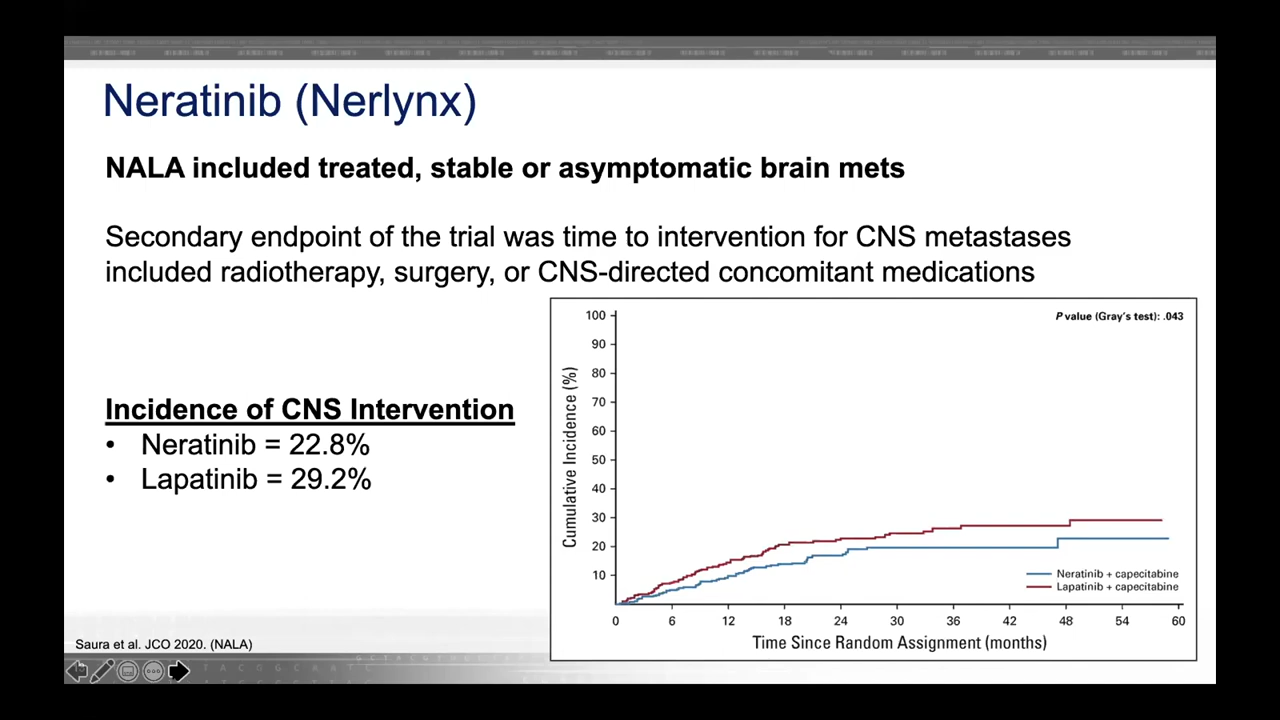 Neratinib (Nerlynx)
NALA included treated, stable or asymptomatic brain mets
Secondary endpoint of the trial was time to intervention for CNS metastases
included radiotherapy, surgery, or CNS-directed concomitant medications
Incidence of CNS Intervention
• Neratinib = 22.8%
• Lapatinib = 29.2%
P value (Gray's test): .043
Cumulative Incidence (%)
100
90
80
70
60
50
40
30
20
10
Neratinib + capecitabine
Lapatinib + capecitabine
0 6 12 18 24 30 36 42 48 54 60
Time Since Random Assignment (months)
Saura et al. JCO 2020. (NALA)